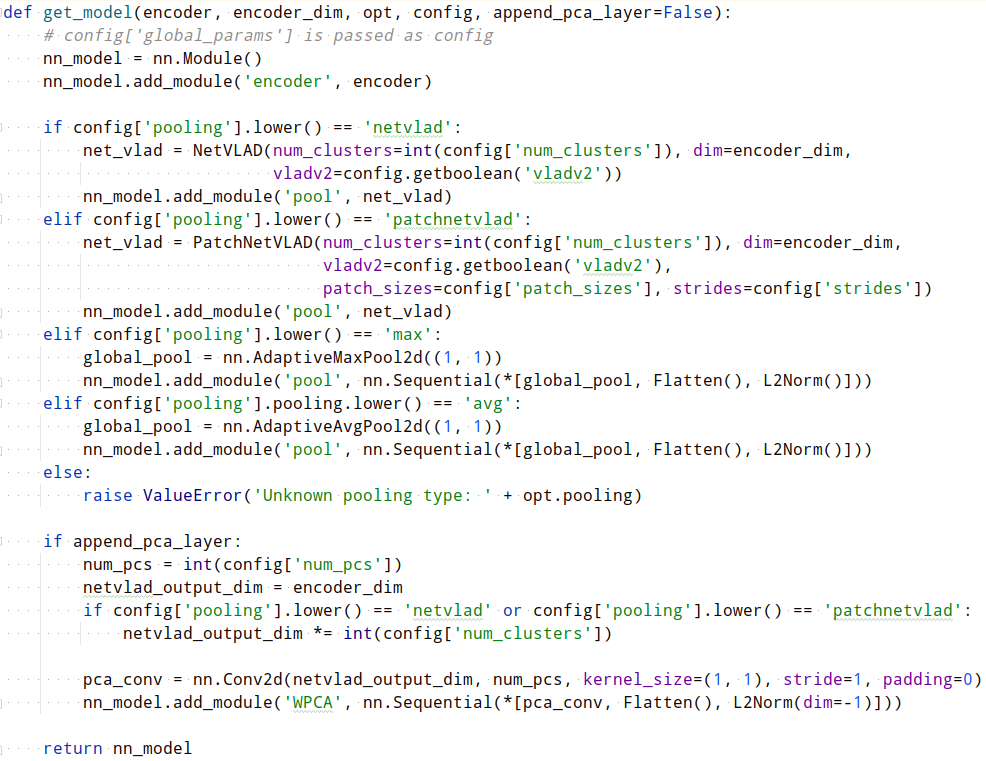 def get_model(encoder, encoder_dim, opt, config, append_pca_layer=False):
    # config['global_params'] is passed as config
    nn_model = nn.Module()
    nn_model.add_module('encoder', encoder)

    if config['pooling'].lower() == 'netvlad':
        net_vlad = NetVLAD(num_clusters=int(config['num_clusters']), dim=encoder_dim,
                           vladv2=config.getboolean('vladv2'))
        nn_model.add_module('pool', net_vlad)
    elif config['pooling'].lower() == 'patchnetvlad':
        net_vlad = PatchNetVLAD(num_clusters=int(config['num_clusters']), dim=encoder_dim,
                                vladv2=config.getboolean('vladv2'),
                                patch_sizes=config['patch_sizes'], strides=config['strides'])
        nn_model.add_module('pool', net_vlad)
    elif config['pooling'].lower() == 'max':
        global_pool = nn.AdaptiveMaxPool2d((1, 1))
        nn_model.add_module('pool', nn.Sequential(*[global_pool, Flatten(), L2Norm()]))
    elif config['pooling'].pooling.lower() == 'avg':
        global_pool = nn.AdaptiveAvgPool2d((1, 1))
        nn_model.add_module('pool', nn.Sequential(*[global_pool, Flatten(), L2Norm()]))
    else:
        raise ValueError('Unknown pooling type: ' + opt.pooling)

    if append_pca_layer:
        num_pcs = int(config['num_pcs'])
        netvlad_output_dim = encoder_dim
        if config['pooling'].lower() == 'netvlad' or config['pooling'].lower() == 'patchnetvlad':
            netvlad_output_dim *= int(config['num_clusters'])

        pca_conv = nn.Conv2d(netvlad_output_dim, num_pcs, kernel_size=(1, 1), stride=1, padding=0)
        nn_model.add_module('WPCA', nn.Sequential(*[pca_conv, Flatten(), L2Norm(dim=-1)]))

    return nn_model